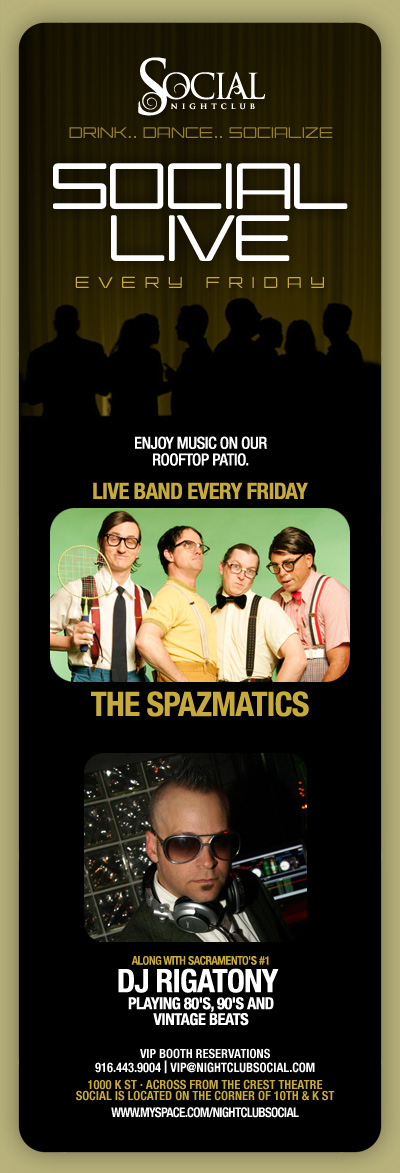 SOCIAL
NIGHTCLUB
DRINK.. DANCE.. SOCIALIZE
SOCIAL
LIVE
EVERY FRIDAY
ENJOY MUSIC ON OUR
ROOFTOP PATIO.
LIVE BAND EVERY FRIDAY
THE SPAZMATICS
ALONG WITH SACRAMENTO'S #1
DJ RIGATONY
PLAYING 80'S, 90'S AND
VINTAGE BEATS
VIP BOOTH RESERVATIONS
916.443.9004 | VIP@NIGHTCLUBSOCIAL.COM
1000 K ST · ACROSS FROM THE CREST THEATRE
SOCIAL IS LOCATED ON THE CORNER OF 10TH & K ST
WWW.MYSPACE.COM/NIGHTCLUBSOCIAL